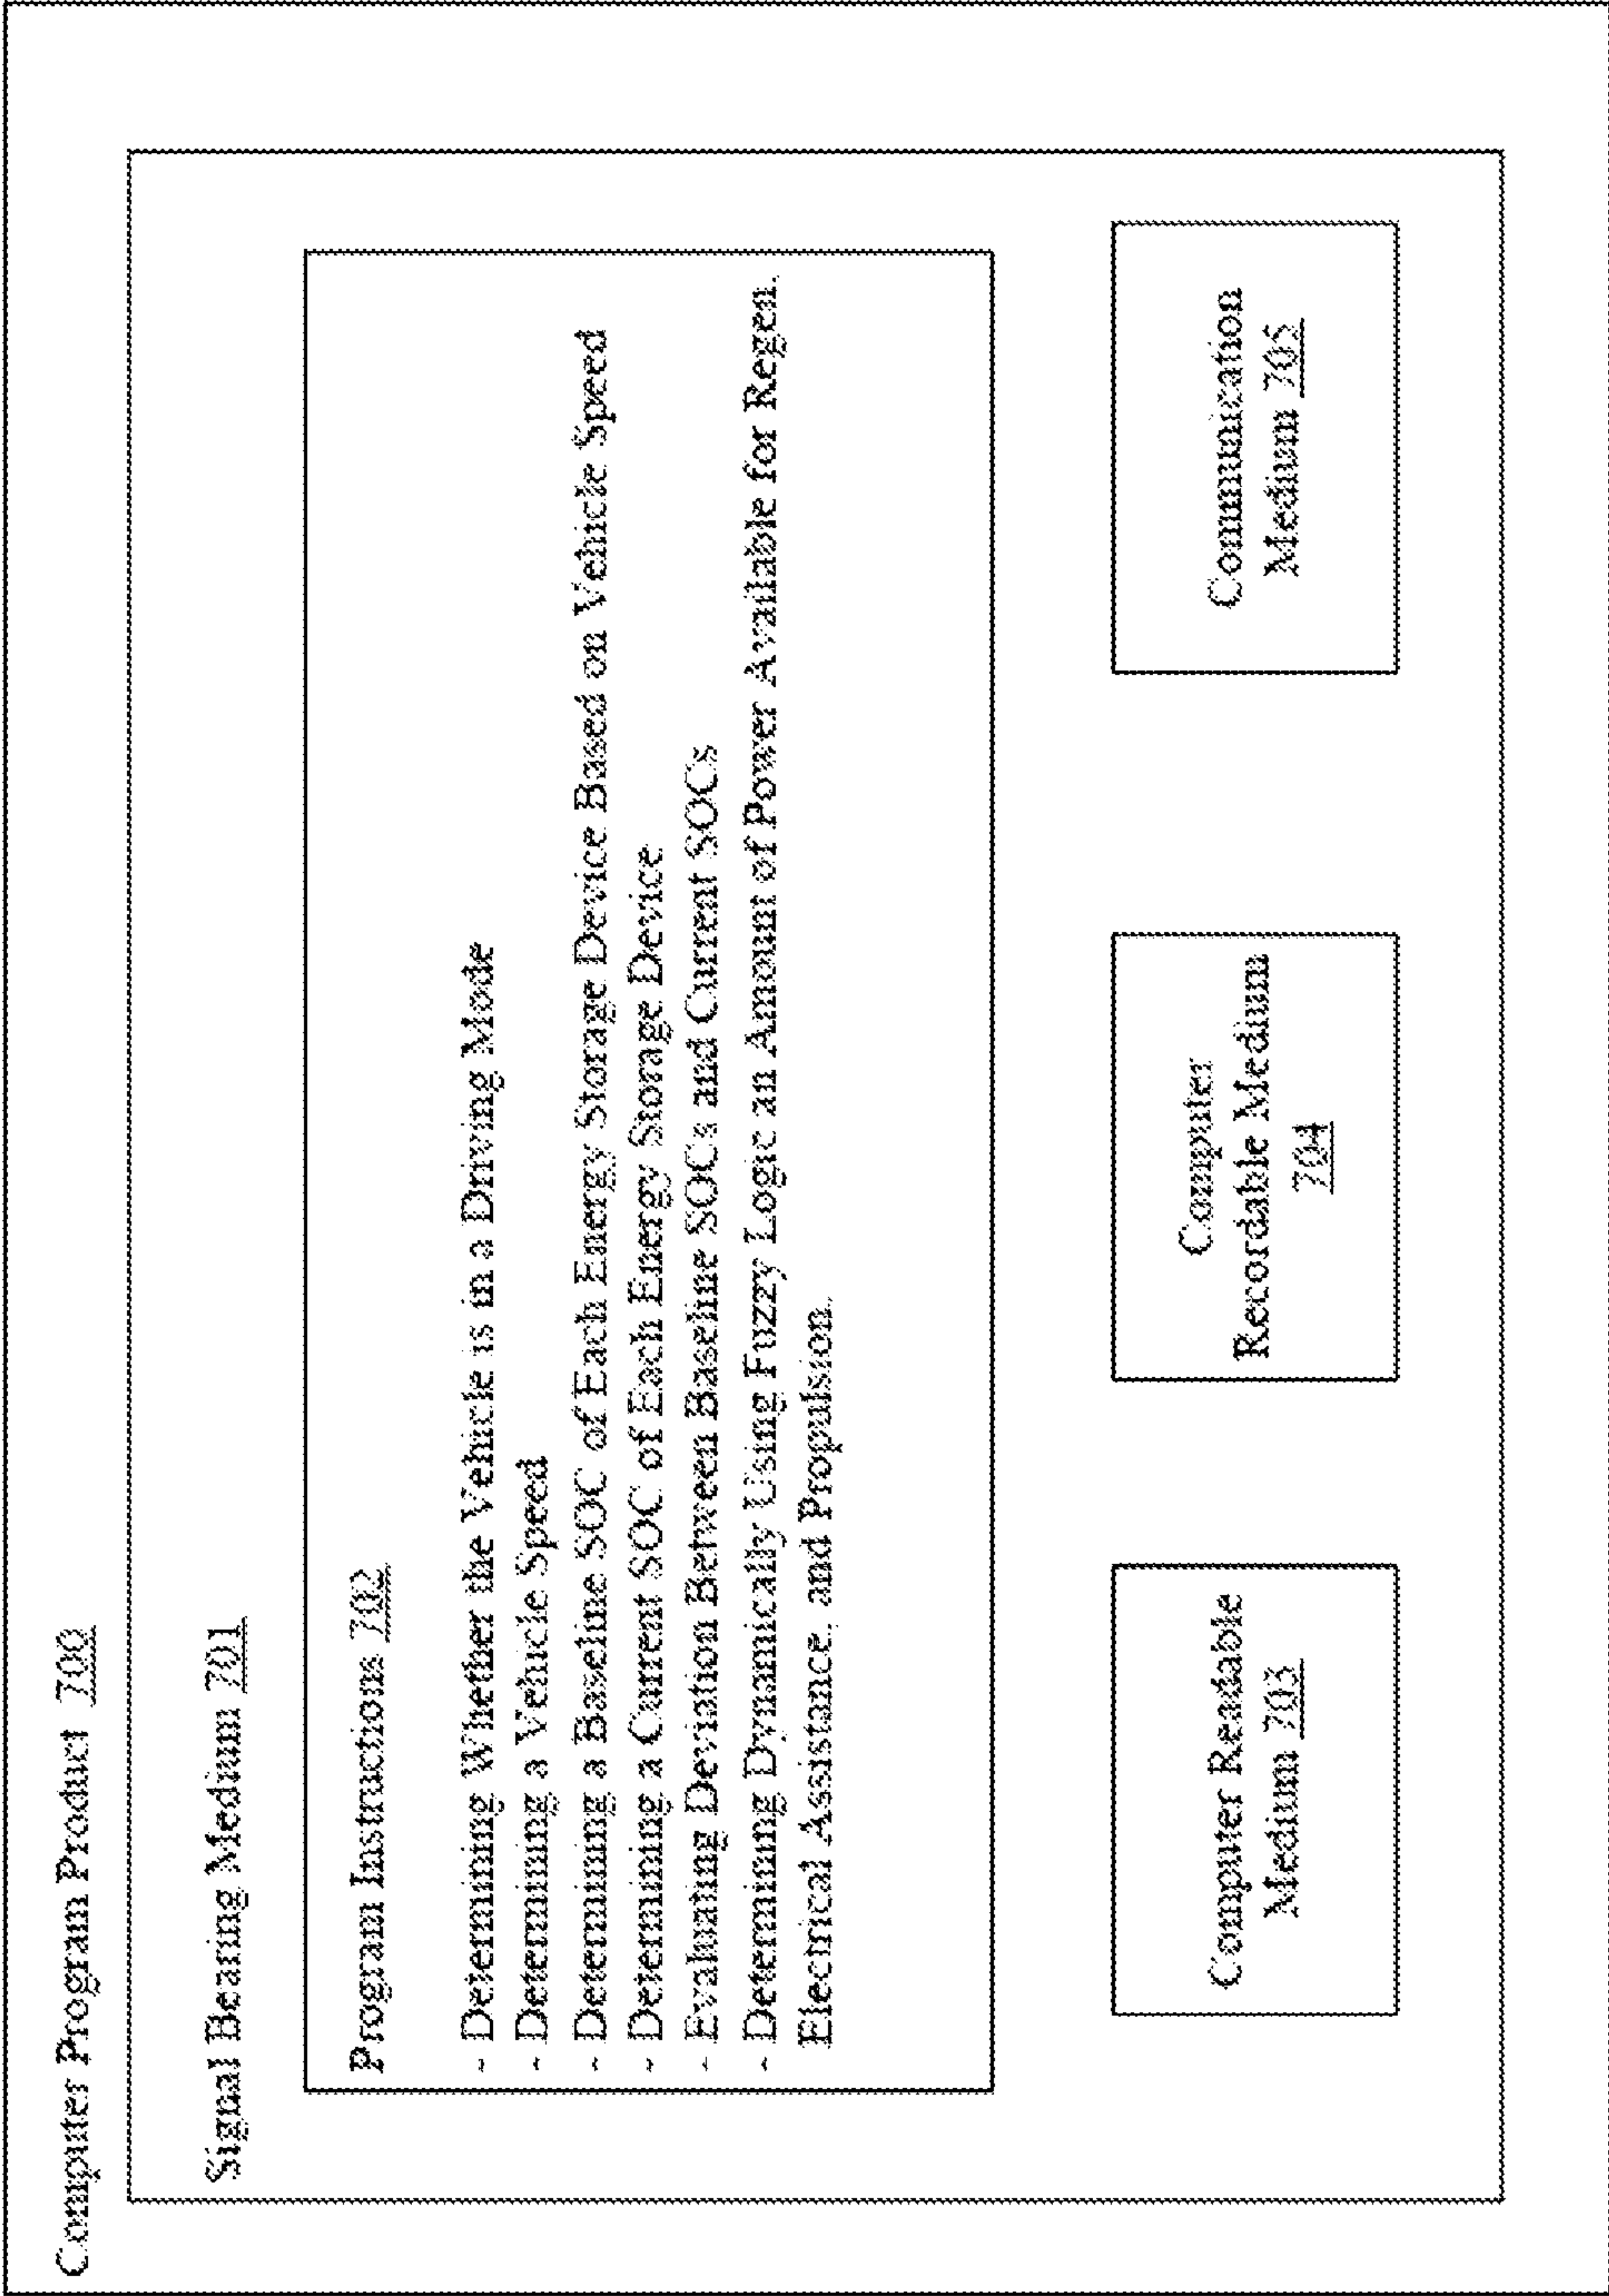 Computer Program Product 700
Signal Bearing Medium 701
Program Instructions 702
- Determining Whether the Vehicle is in a Driving Mode
- Determining a Vehicle Speed
- Determining a Baseline SOC of Each Energy Storage Device Based on Vehicle Speed
- Determining a Current SOC of Each Energy Storage Device
- Evaluating Deviation Between Baseline SOCs and Current SOCs
- Determining Dynamically Using Fuzzy Logic an Amount of Power Available for Regen.
Electrical Assistance, and Propulsion.
Computer Readable
Medium 703
Computer
Recordable Medium
704
Communication
Medium 705